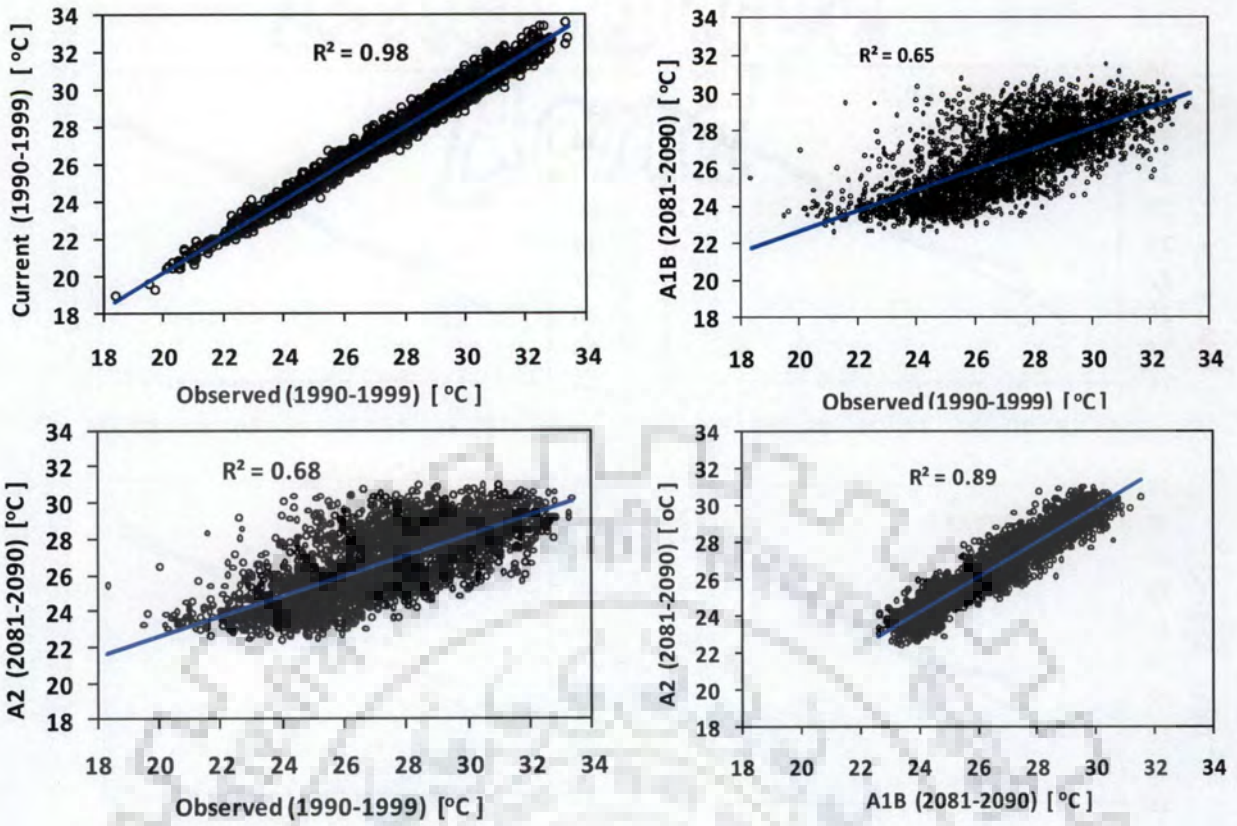 34
32
30
28
26
24
22
20
18
Current (1990-1999) [ °C ]
R² = 0.98
18 20 22 24 26 28 30 32 34
Observed (1990-1999) [ °C ]
34
32
30
28
26
24
22
20
18
A1B (2081-2090) [ °C ]
R² = 0.65
18 20 22 24 26 28 30 32 34
Observed (1990-1999) [ °C ]
34
32
30
28
26
24
22
20
18
A2 (2081-2090) [°C ]
R² = 0.68
18 20 22 24 26 28 30 32 34
Observed (1990-1999) [°C ]
34
32
30
28
26
24
22
20
18
A2 (2081-2090) [ oC ]
R² = 0.89
18 20 22 24 26 28 30 32 34
A1B (2081-2090) [ °C ]